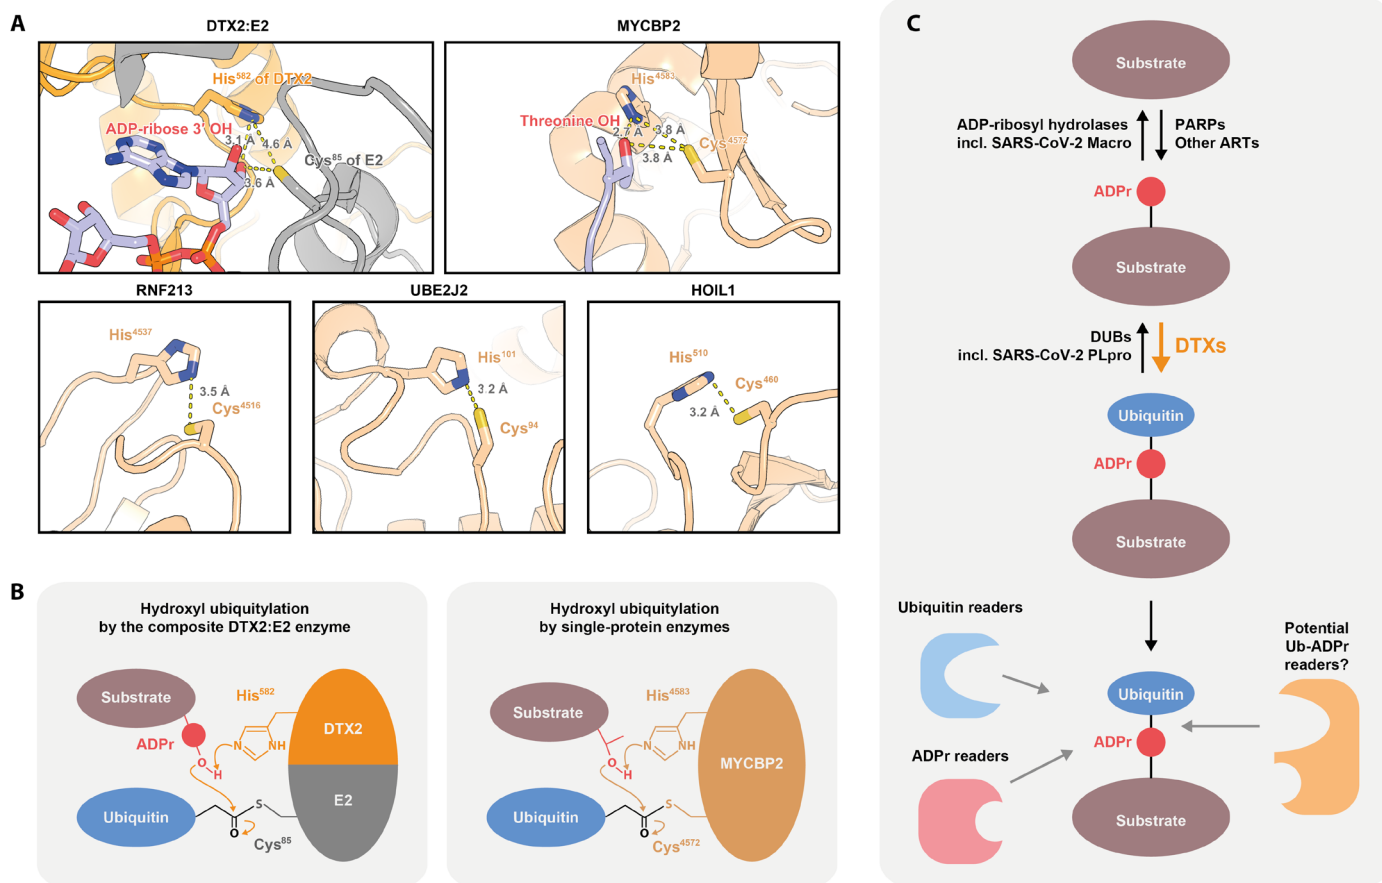 A
DTX2:E2
His582 of DTX2
ADP-ribose 3' OH
3.1 Å
4.6 Å
Cys85 of E2
3.6 Å
MYCBP2
His4583
Threonine OH
2.7 Å
3.8 Å
Cys4572
3.8 Å
RNF213
His4537
3.5 Å
Cys4516
UBE2J2
His101
3.2 Å
Cys94
HOIL1
His510
Cys460
3.2 Å
B
Hydroxyl ubiquitylation
by the composite DTX2:E2 enzyme
Substrate
His582
ADPr
N
NH
O
H
DTX2
E2
Ubiquitin
S
O
Cys85
Hydroxyl ubiquitylation
by single-protein enzymes
Substrate
His4583
N
NH
O
H
MYCBP2
Ubiquitin
S
O
Cys4572
C
Substrate
ADP-ribosyl hydrolases
incl. SARS-CoV-2 Macro
PARPs
Other ARTs
ADPr
Substrate
DUBs
incl. SARS-CoV-2 PLpro
DTXs
Ubiquitin
ADPr
Substrate
Ubiquitin readers
Potential
Ub-ADPr
readers?
Ubiquitin
ADPr
ADPr readers
Substrate